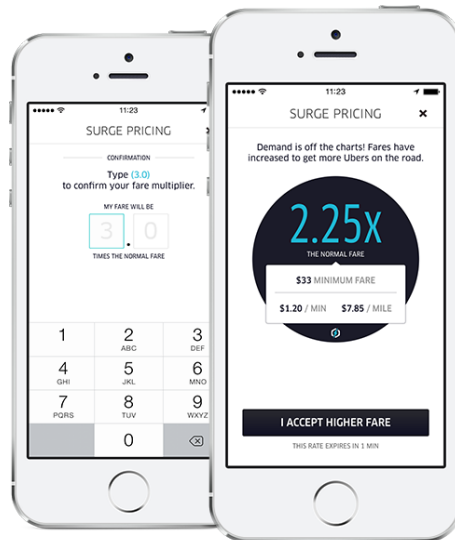 11:23
SURGE PRICING
CONFIRMATION
Type (3.0)
to confirm your fare multiplier.
MY FARE WILL BE
3.0
TIMES THE NORMAL FARE
1
2
ABC
3
DEF
4
GHI
5
JKL
6
MNO
7
PQRS
8
TUV
9
WXYZ
0
11:23
SURGE PRICING
Demand is off the charts! Fares have
increased to get more Ubers on the road.
2.25x
THE NORMAL FARE
$33 MINIMUM FARE
$1.20 / MIN $7.85 / MILE
I ACCEPT HIGHER FARE
THIS RATE EXPIRES IN 1 MIN